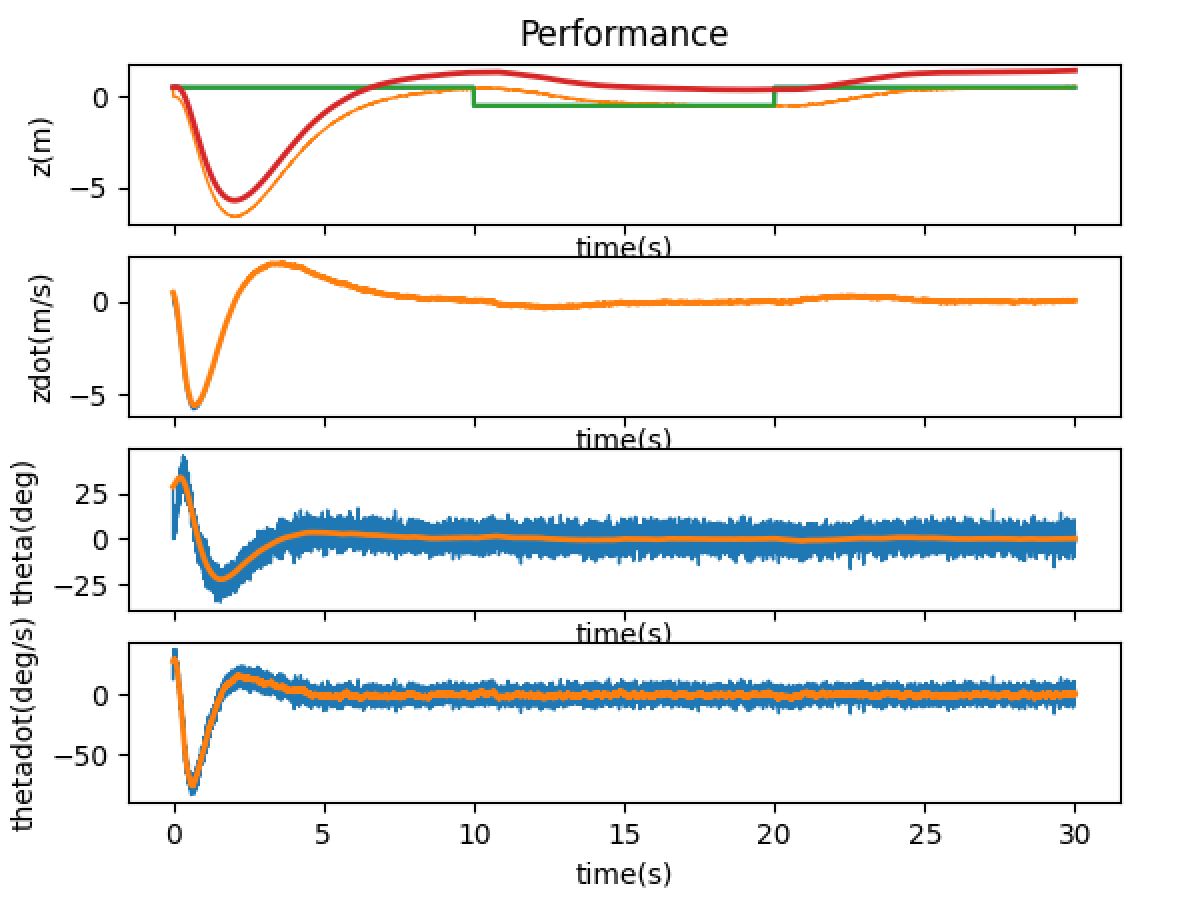 Performance
0
−5
z(m)
time(s)
0
−5
zdot(m/s)
time(s)
25
0
−25
theta(deg)
time(s)
0
−50
thetadot(deg/s)
0 5 10 15 20 25 30
time(s)